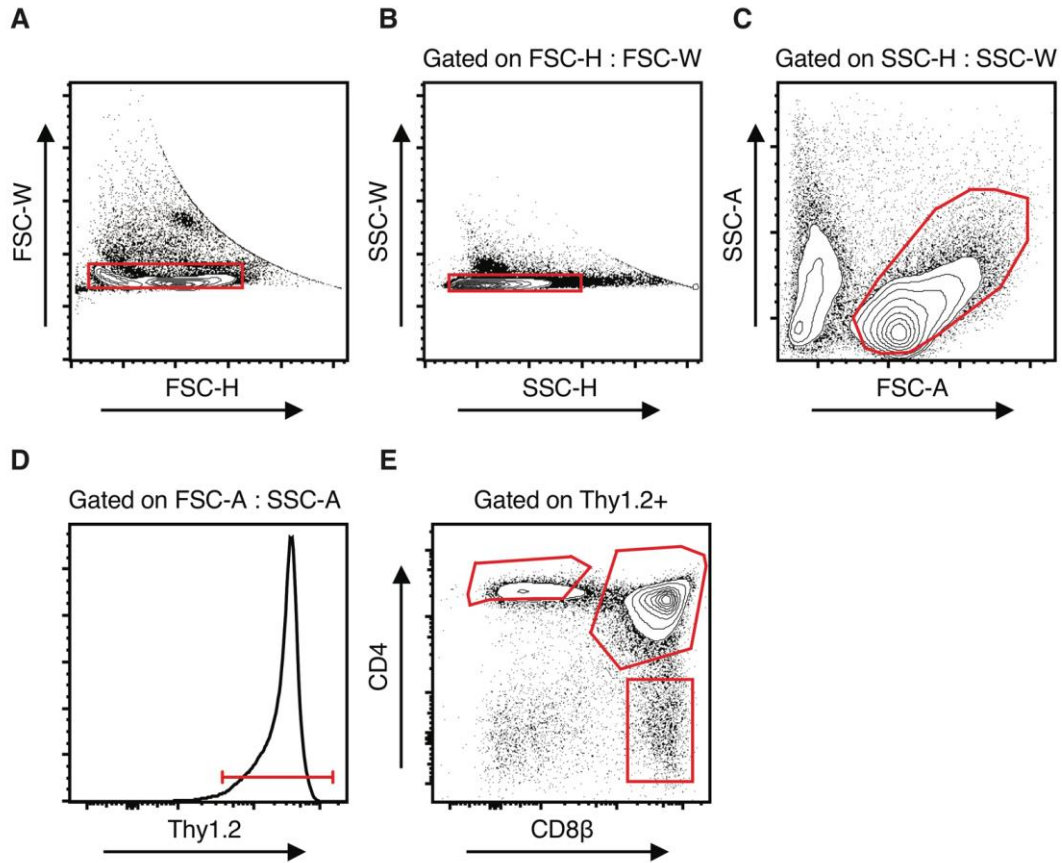 A
FSC-W
FSC-H
B
Gated on FSC-H : FSC-W
SSC-W
SSC-H
C
Gated on SSC-H : SSC-W
SSC-A
FSC-A
D
Gated on FSC-A : SSC-A
Thy1.2
E
Gated on Thy1.2+
CD4
CD8β